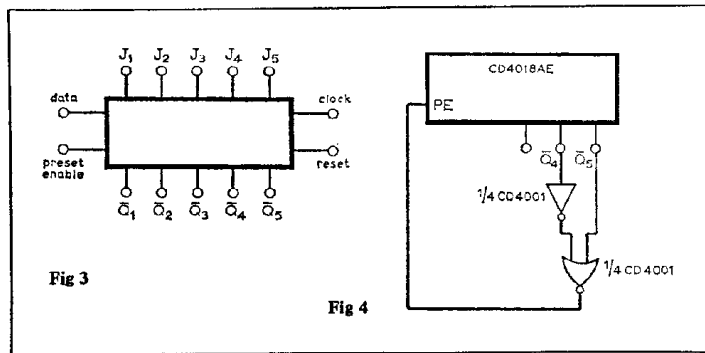 J₁ J₂ J₃ J₄ J₅
data
clock
preset enable
reset
Q̅₁ Q̅₂ Q̅₃ Q̅₄ Q̅₅
Fig 3
CD4018AE
PE
Q̅₄ Q̅₅
1/4 CD4001
1/4 CD4001
Fig 4